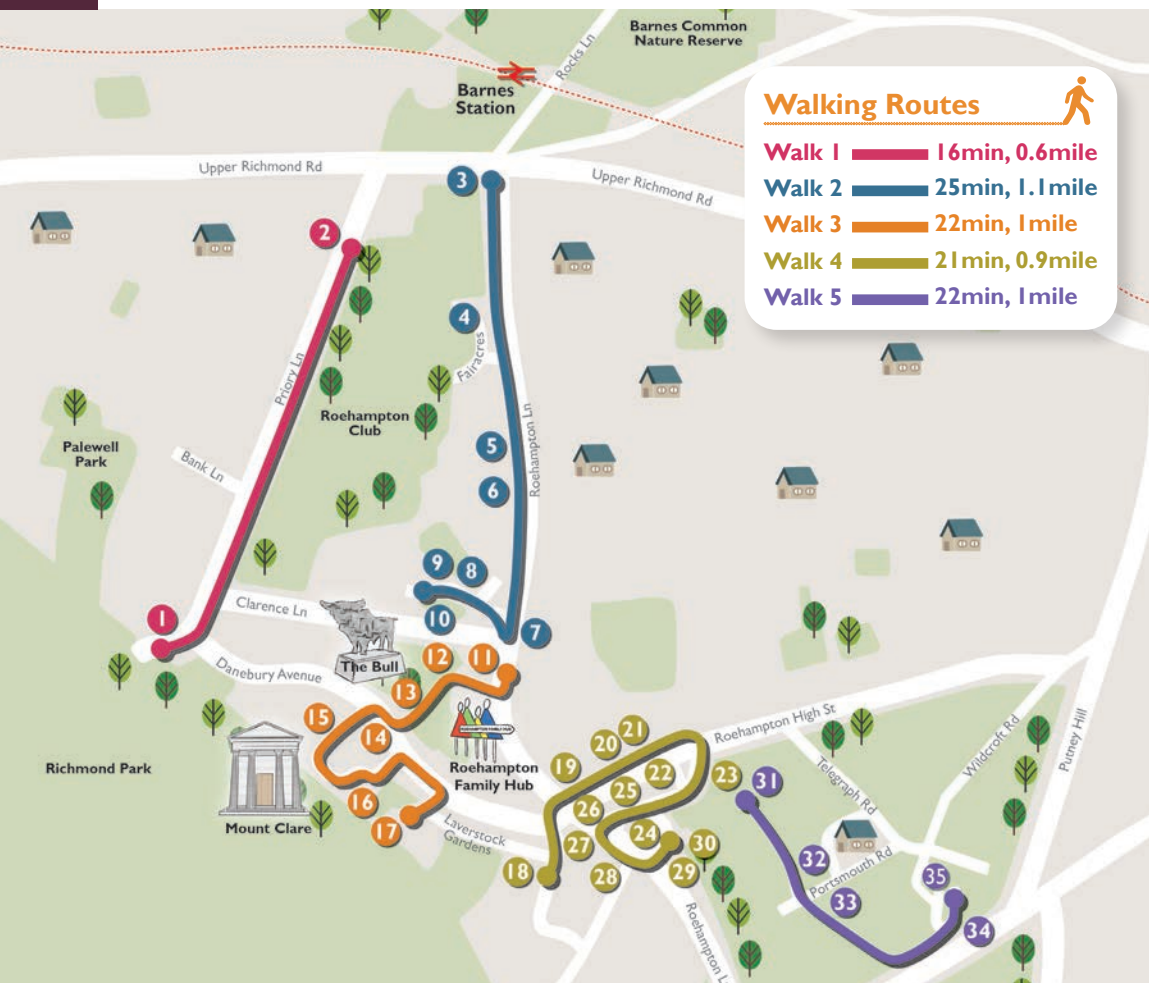 Barnes Common
Nature Reserve
Rocks Ln
Barnes
Station
Walking Routes
Walk 1 16min, 0.6mile
Walk 2 25min, 1.1mile
Walk 3 22min, 1mile
Walk 4 21min, 0.9mile
Walk 5 22min, 1mile
Upper Richmond Rd
Upper Richmond Rd
3
2
4
Fairacres
Priory Ln
Roehampton
Club
Roehampton Ln
Palewell
Park
5
Bank Ln
6
9
8
10
7
Clarence Ln
1
The Bull
12
11
Danebury Avenue
13
15
14
ROEHAMPTON FAMILY HUB
Roehampton
Family Hub
Richmond Park
Mount Clare
16
17
Laverstock
Gardens
21
20
19
22
23
25
26
24
27
30
29
28
18
Roehampton High St
Wildcroft Rd
Putney Hill
Telegraph Rd
31
32
Portsmouth Rd
33
35
34
Roehampton L